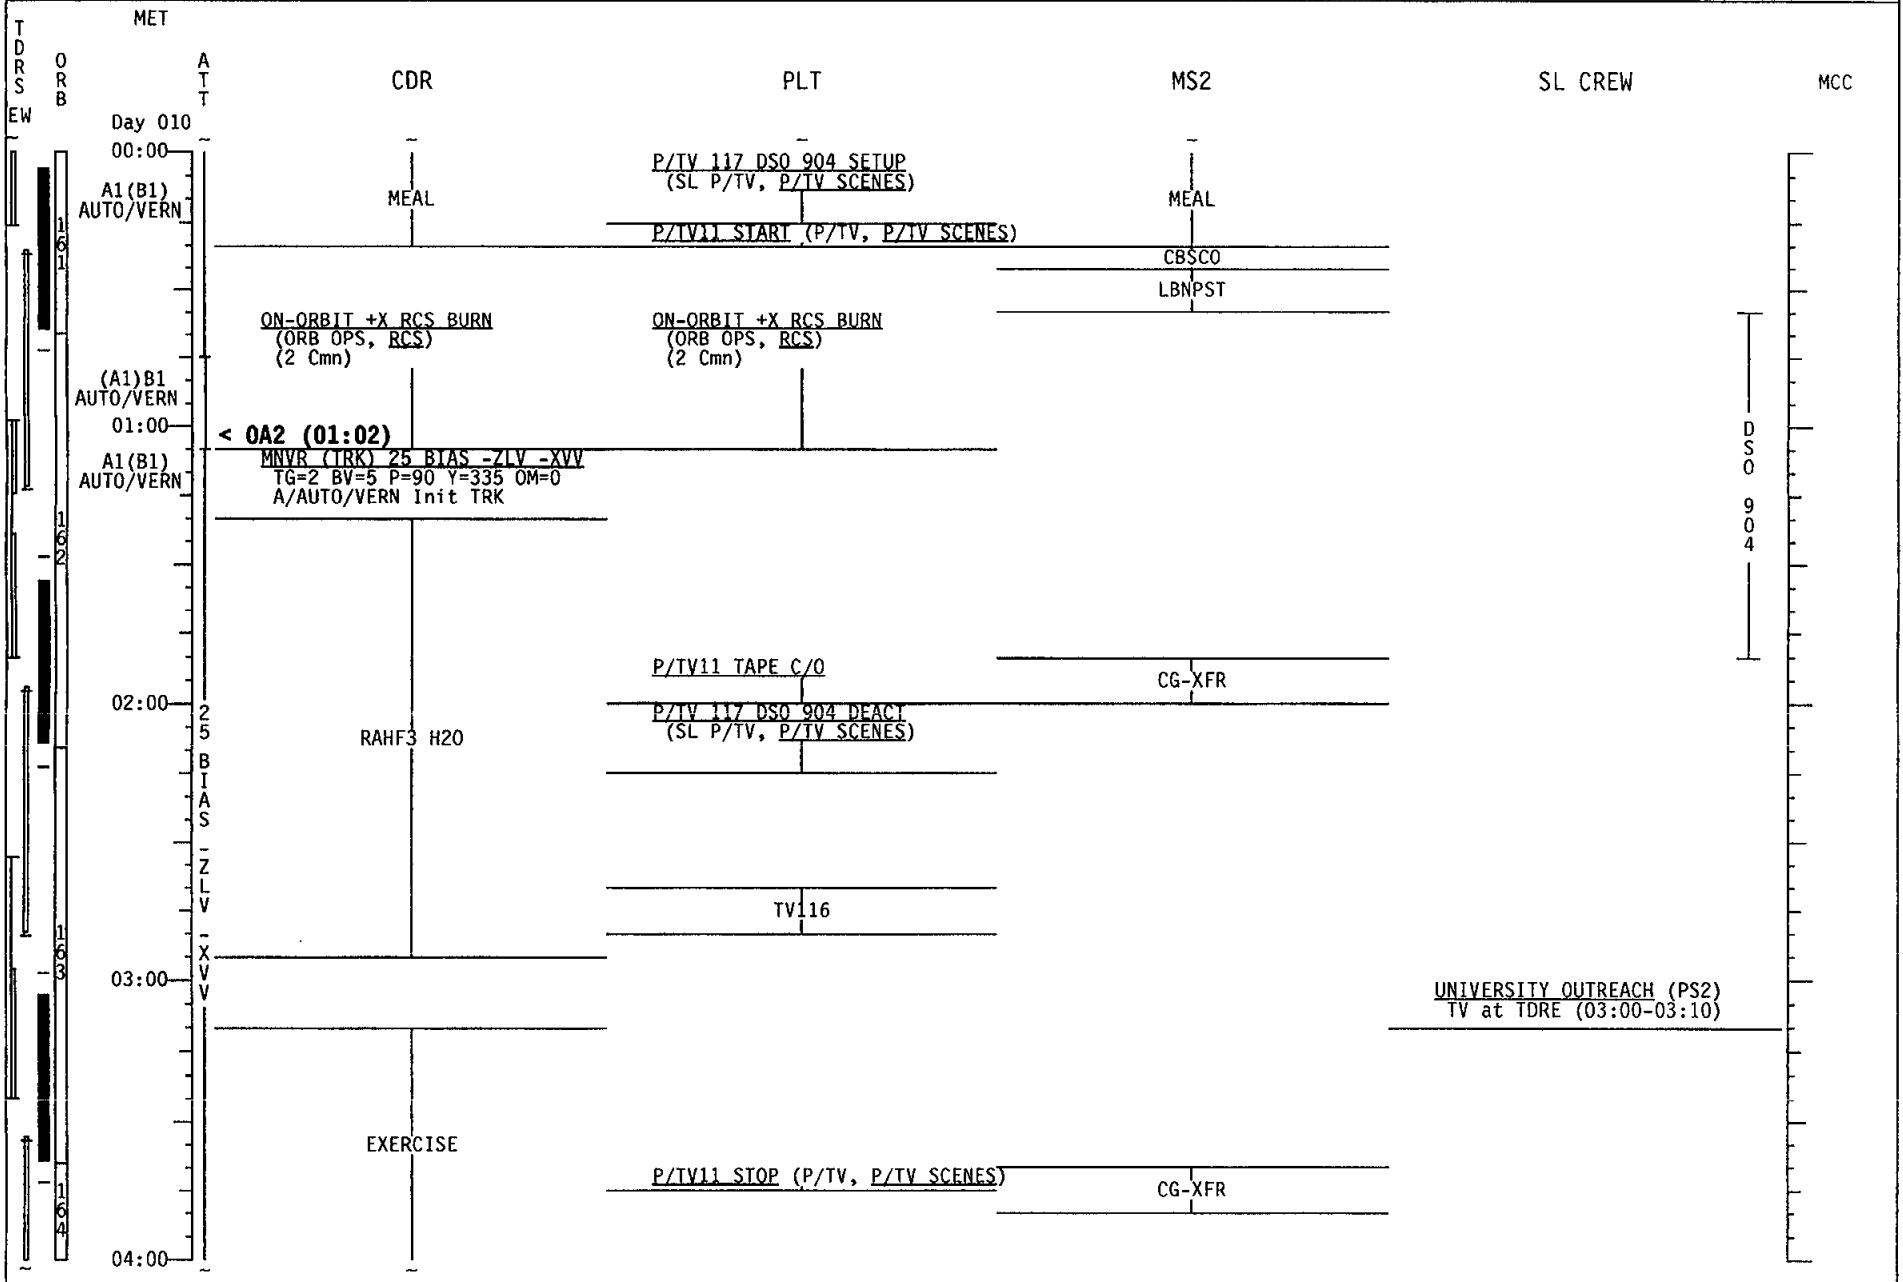 MET
TDRS
ORB
ATT
CDR
PLT
MS2
SL CREW
MCC
EW
Day 010
~
~
~
~
~
00:00
P/TV 117 DSO 904 SETUP
(SL P/TV, P/TV SCENES)
A1(B1)
AUTO/VERN
MEAL
MEAL
161
P/TV11 START (P/TV, P/TV SCENES)
CBSCO
LBNPST
ON-ORBIT +X RCS BURN
(ORB OPS, RCS)
(2 Cmn)
ON-ORBIT +X RCS BURN
(ORB OPS, RCS)
(2 Cmn)
(A1)B1
AUTO/VERN
01:00
< OA2 (01:02)
DSO 904
A1(B1)
AUTO/VERN
MNVR (TRK) 25 BIAS -ZLV -XVV
TG=2 BV=5 P=90 Y=335 OM=0
A/AUTO/VERN Init TRK
162
P/TV11 TAPE C/O
CG-XFR
02:00
25 BIAS -ZLV -XVV
P/TV 117 DSO 904 DEACT
(SL P/TV, P/TV SCENES)
RAHF3 H2O
TV116
163
03:00
UNIVERSITY OUTREACH (PS2)
TV at TDRE (03:00-03:10)
EXERCISE
P/TV11 STOP (P/TV, P/TV SCENES)
CG-XFR
164
04:00
~
~
~